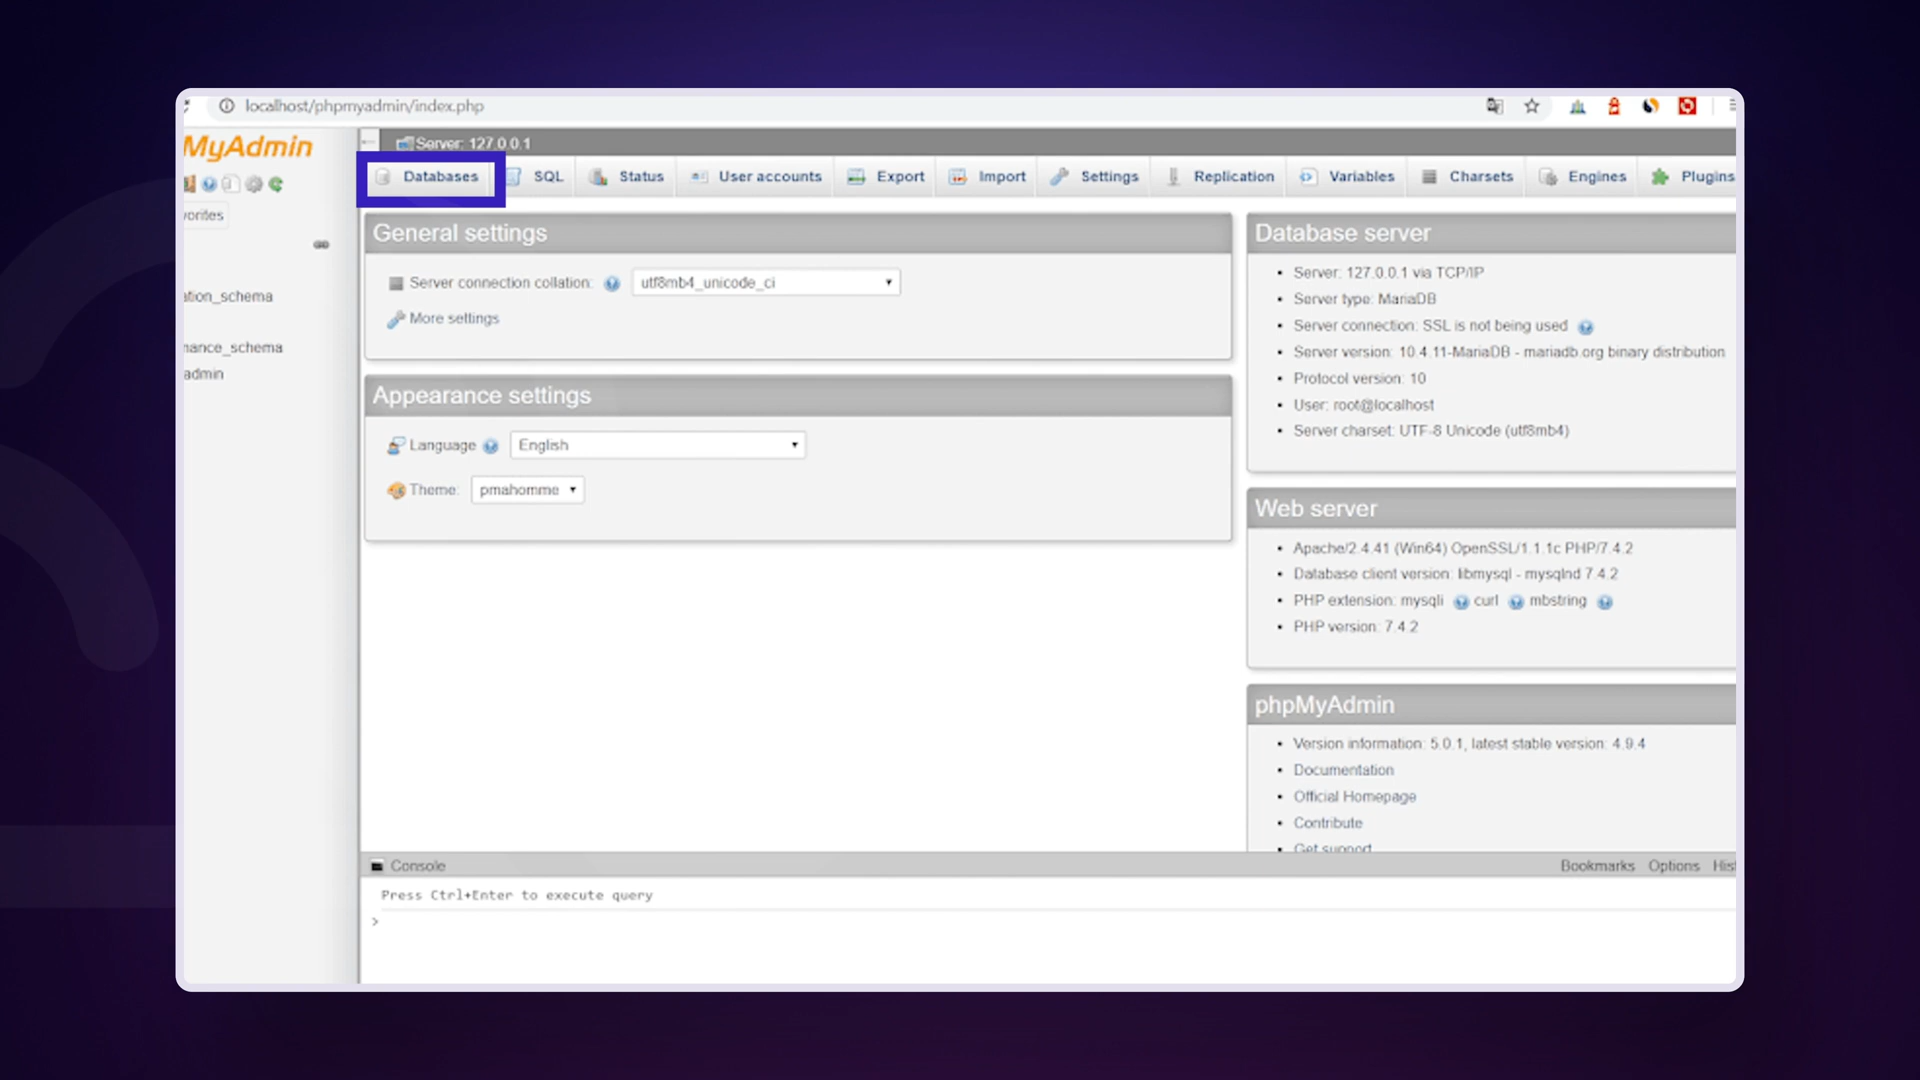 localhost/phpmyadmin/index.php
MyAdmin
Server: 127.0.0.1
Databases SQL Status User accounts Export Import Settings Replication Variables Charsets Engines Plugins
vorites
ation_schema
nance_schema
admin
General settings
Server connection collation: utf8mb4_unicode_ci
More settings
Appearance settings
Language English
Theme: pmahomme
Database server
• Server: 127.0.0.1 via TCP/IP
• Server type: MariaDB
• Server connection: SSL is not being used
• Server version: 10.4.11-MariaDB - mariadb.org binary distribution
• Protocol version: 10
• User: root@localhost
• Server charset: UTF-8 Unicode (utf8mb4)
Web server
• Apache/2.4.41 (Win64) OpenSSL/1.1.1c PHP/7.4.2
• Database client version: libmysql - mysqlnd 7.4.2
• PHP extension: mysqli curl mbstring
• PHP version: 7.4.2
phpMyAdmin
• Version information: 5.0.1, latest stable version: 4.9.4
• Documentation
• Official Homepage
• Contribute
• Get support
Console
Bookmarks Options Hist
Press Ctrl+Enter to execute query
>